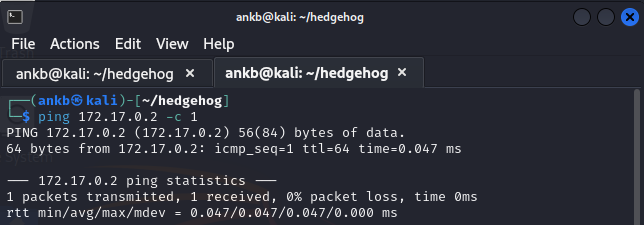 ankb@kali: ~/hedgehog
File Actions Edit View Help
ankb@kali: ~/hedgehog × ankb@kali: ~/hedgehog ×
┌──(ankb㉿kali)-[~/hedgehog]
└─$ ping 172.17.0.2 -c 1
PING 172.17.0.2 (172.17.0.2) 56(84) bytes of data.
64 bytes from 172.17.0.2: icmp_seq=1 ttl=64 time=0.047 ms
--- 172.17.0.2 ping statistics ---
1 packets transmitted, 1 received, 0% packet loss, time 0ms
rtt min/avg/max/mdev = 0.047/0.047/0.047/0.000 ms